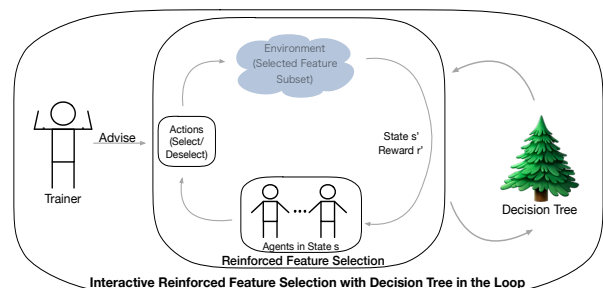 Environment
(Selected Feature
Subset)
Actions
(Select/
Deselect)
Advise
Trainer
State s'
Reward r'
Decision Tree
Agents in State s
Reinforced Feature Selection
Interactive Reinforced Feature Selection with Decision Tree in the Loop